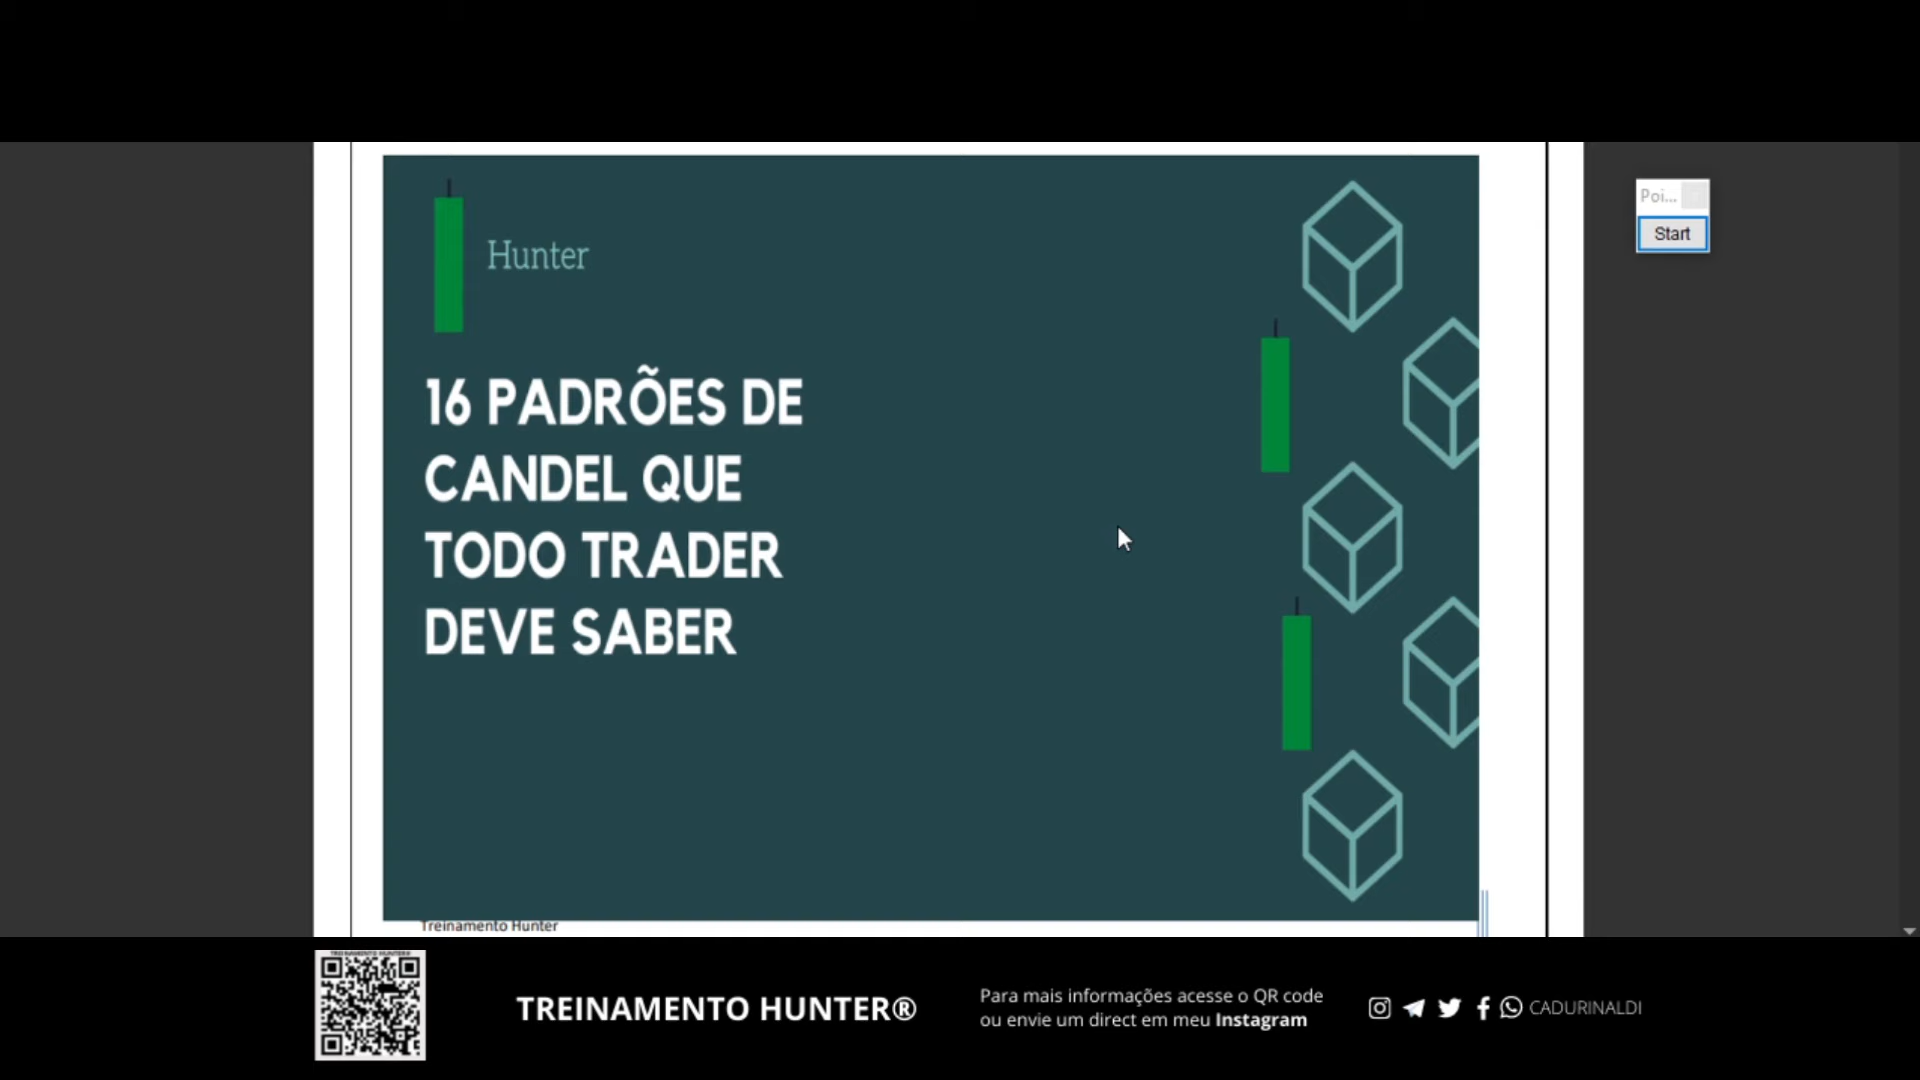 Poi...
Start
Hunter
16 PADRÕES DE
CANDEL QUE
TODO TRADER
DEVE SABER
Treinamento Hunter
TREINAMENTO HUNTER®
Para mais informações acesse o QR code
ou envie um direct em meu Instagram
CADURINALDI